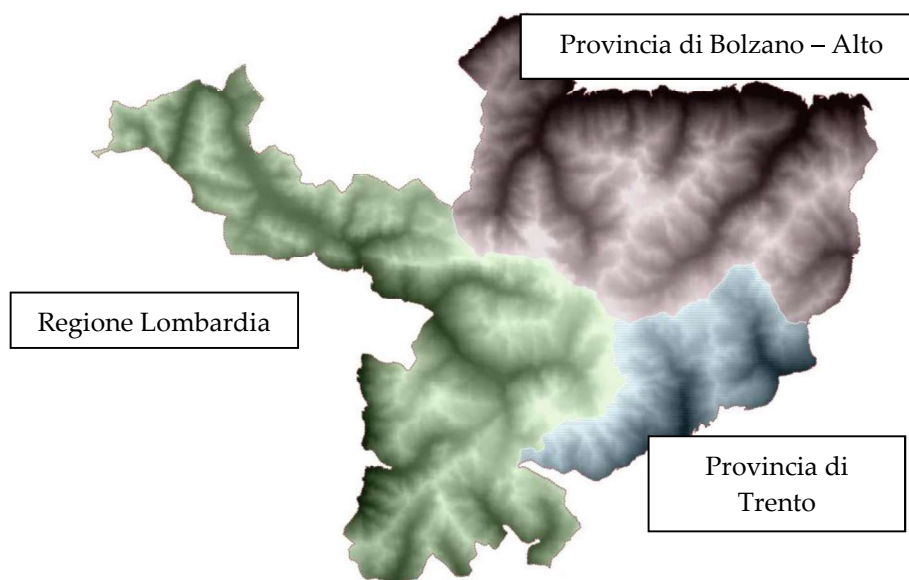 Provincia di Bolzano – Alto
Regione Lombardia
Provincia di
Trento